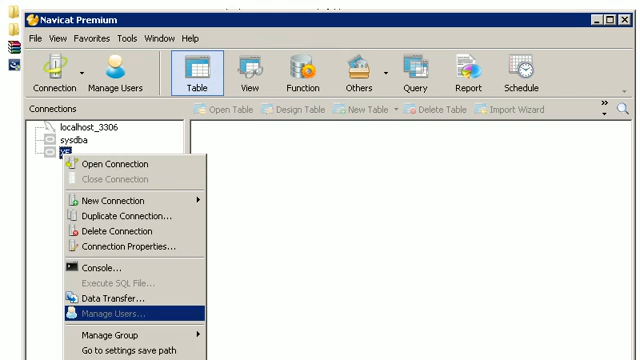 Navicat Premium
File View Favorites Tools Window Help
Connection Manage Users Table View Function Others Query Report Schedule
Connections Open Table Design Table New Table Delete Table Import Wizard
localhost_3306
sysdba
Open Connection
Close Connection
New Connection
Duplicate Connection...
Delete Connection
Connection Properties...
Console...
Execute SQL File...
Data Transfer...
Manage Users...
Manage Group
Go to settings save path